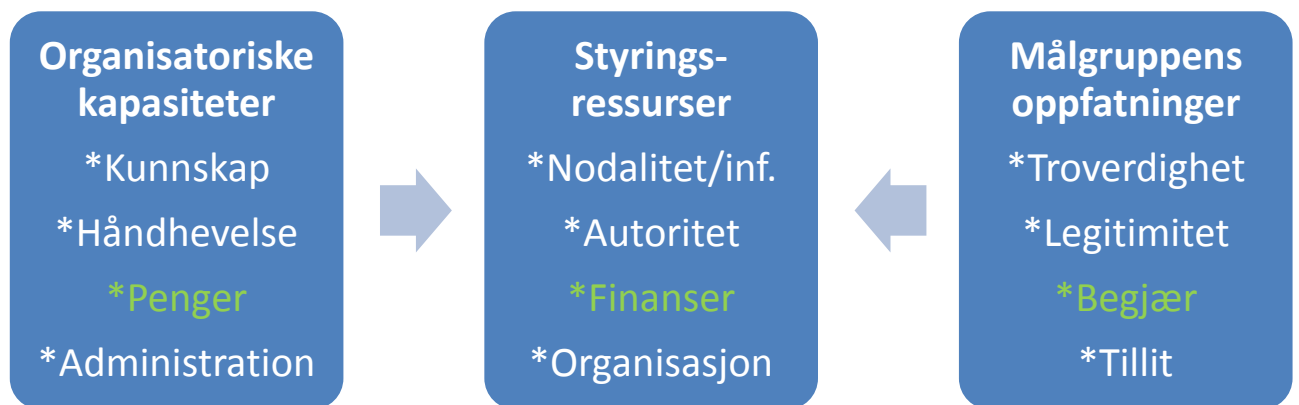 Organisatoriske
kapasiteter
*Kunnskap
*Håndhevelse
*Penger
*Administration
Styrings-
ressurser
*Nodalitet/inf.
*Autoritet
*Finanser
*Organisasjon
Målgruppens
oppfatninger
*Troverdighet
*Legitimitet
*Begjær
*Tillit